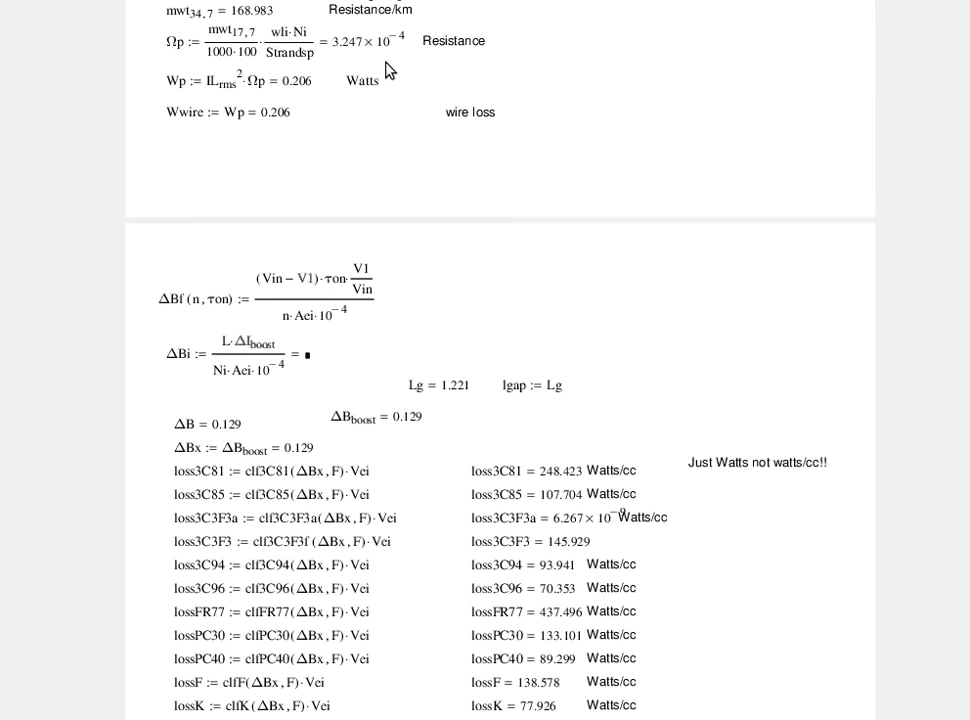 mwt34,7 = 168.983 Resistance/km
Ωp := mwt17,7 / 1000·100 · wli·Ni / Strandsp = 3.247 × 10^-4 Resistance
Wp := ILrms^2·Ωp = 0.206 Watts
Wwire := Wp = 0.206 wire loss
ΔBf (n, τon) := (Vin − V1)·τon·V1/Vin / n·Aei·10^-4
ΔBi := L·ΔIboost / Ni·Aei·10^-4 = ▪
Lg = 1.221 lgap := Lg
ΔB = 0.129 ΔBboost = 0.129
ΔBx := ΔBboost = 0.129
Just Watts not watts/cc!!
loss3C81 := clf3C81(ΔBx, F)·Vei loss3C81 = 248.423 Watts/cc
loss3C85 := clf3C85(ΔBx, F)·Vei loss3C85 = 107.704 Watts/cc
loss3C3F3a := clf3C3F3a(ΔBx, F)·Vei loss3C3F3a = 6.267 × 10^-9 Watts/cc
loss3C3F3 := clf3C3F3f (ΔBx, F)·Vei loss3C3F3 = 145.929
loss3C94 := clf3C94(ΔBx, F)·Vei loss3C94 = 93.941 Watts/cc
loss3C96 := clf3C96(ΔBx, F)·Vei loss3C96 = 70.353 Watts/cc
lossFR77 := clfFR77(ΔBx, F)·Vei lossFR77 = 437.496 Watts/cc
lossPC30 := clfPC30(ΔBx, F)·Vei lossPC30 = 133.101 Watts/cc
lossPC40 := clfPC40(ΔBx, F)·Vei lossPC40 = 89.299 Watts/cc
lossF := clfF(ΔBx, F)·Vei lossF = 138.578 Watts/cc
lossK := clfK(ΔBx, F)·Vei lossK = 77.926 Watts/cc